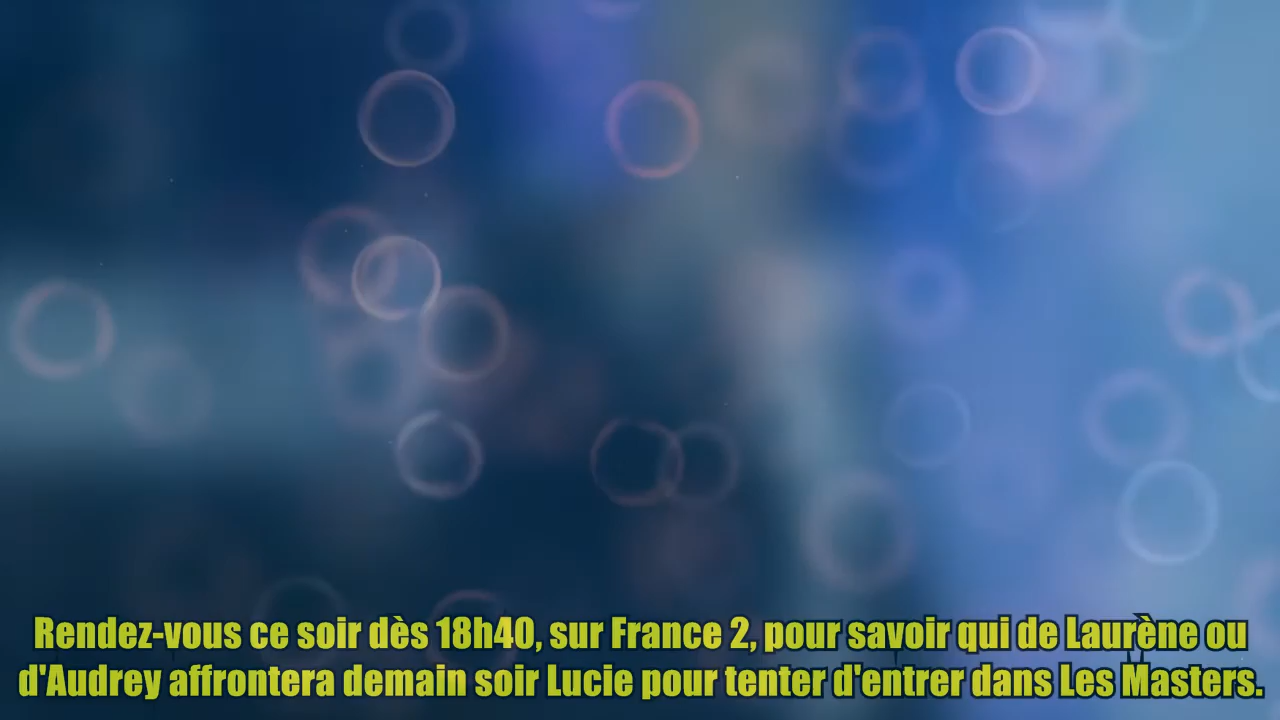 Rendez-vous ce soir dès 18h40, sur France 2, pour savoir qui de Laurène ou
d'Audrey affrontera demain soir Lucie pour tenter d'entrer dans Les Masters.